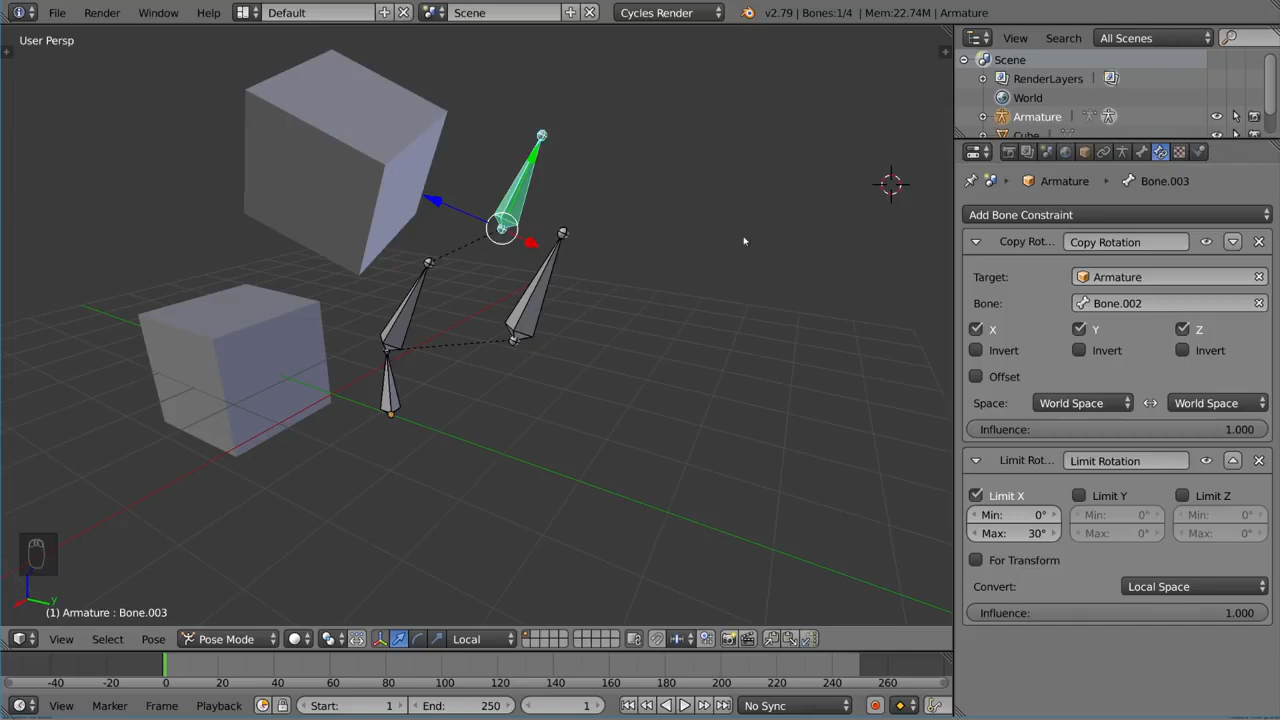 File Render Window Help Default Scene Cycles Render v2.79 | Bones:1/4 | Mem:22.74M | Armature
User Persp
View Search All Scenes
Scene
RenderLayers
World
Armature
Cube
Armature Bone.003
Add Bone Constraint
Copy Rot... Copy Rotation
Target: Armature
Bone: Bone.002
X Y Z
Invert Invert Invert
Offset
Space: World Space World Space
Influence: 1.000
Limit Rot... Limit Rotation
Limit X Limit Y Limit Z
Min: 0° Min: 0° Min: 0°
Max: 30° Max: 0° Max: 0°
For Transform
Convert: Local Space
Influence: 1.000
y
(1) Armature : Bone.003
View Select Pose Pose Mode Local
-40 -20 0 20 40 60 80 100 120 140 160 180 200 220 240 260
View Marker Frame Playback Start: 1 End: 250 1 No Sync